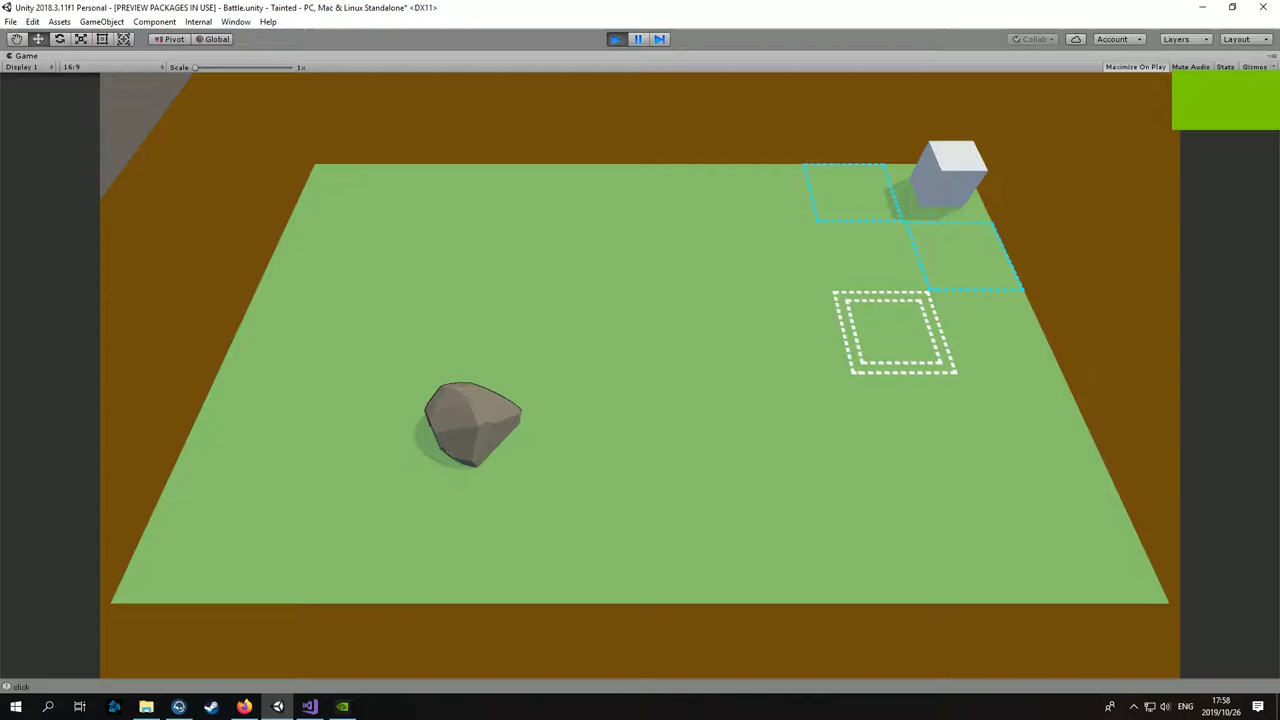 Unity 2018.3.11f1 Personal - [PREVIEW PACKAGES IN USE] - Battle.unity - Tainted - PC, Mac & Linux Standalone* <DX11>
File Edit Assets GameObject Component Internal Window Help
Pivot Global Collab Account Layers Layout
Game
Display 1 16:9 Scale 1x Maximize On Play Mute Audio Stats Gizmos
click
ENG 17:58
2019/10/26